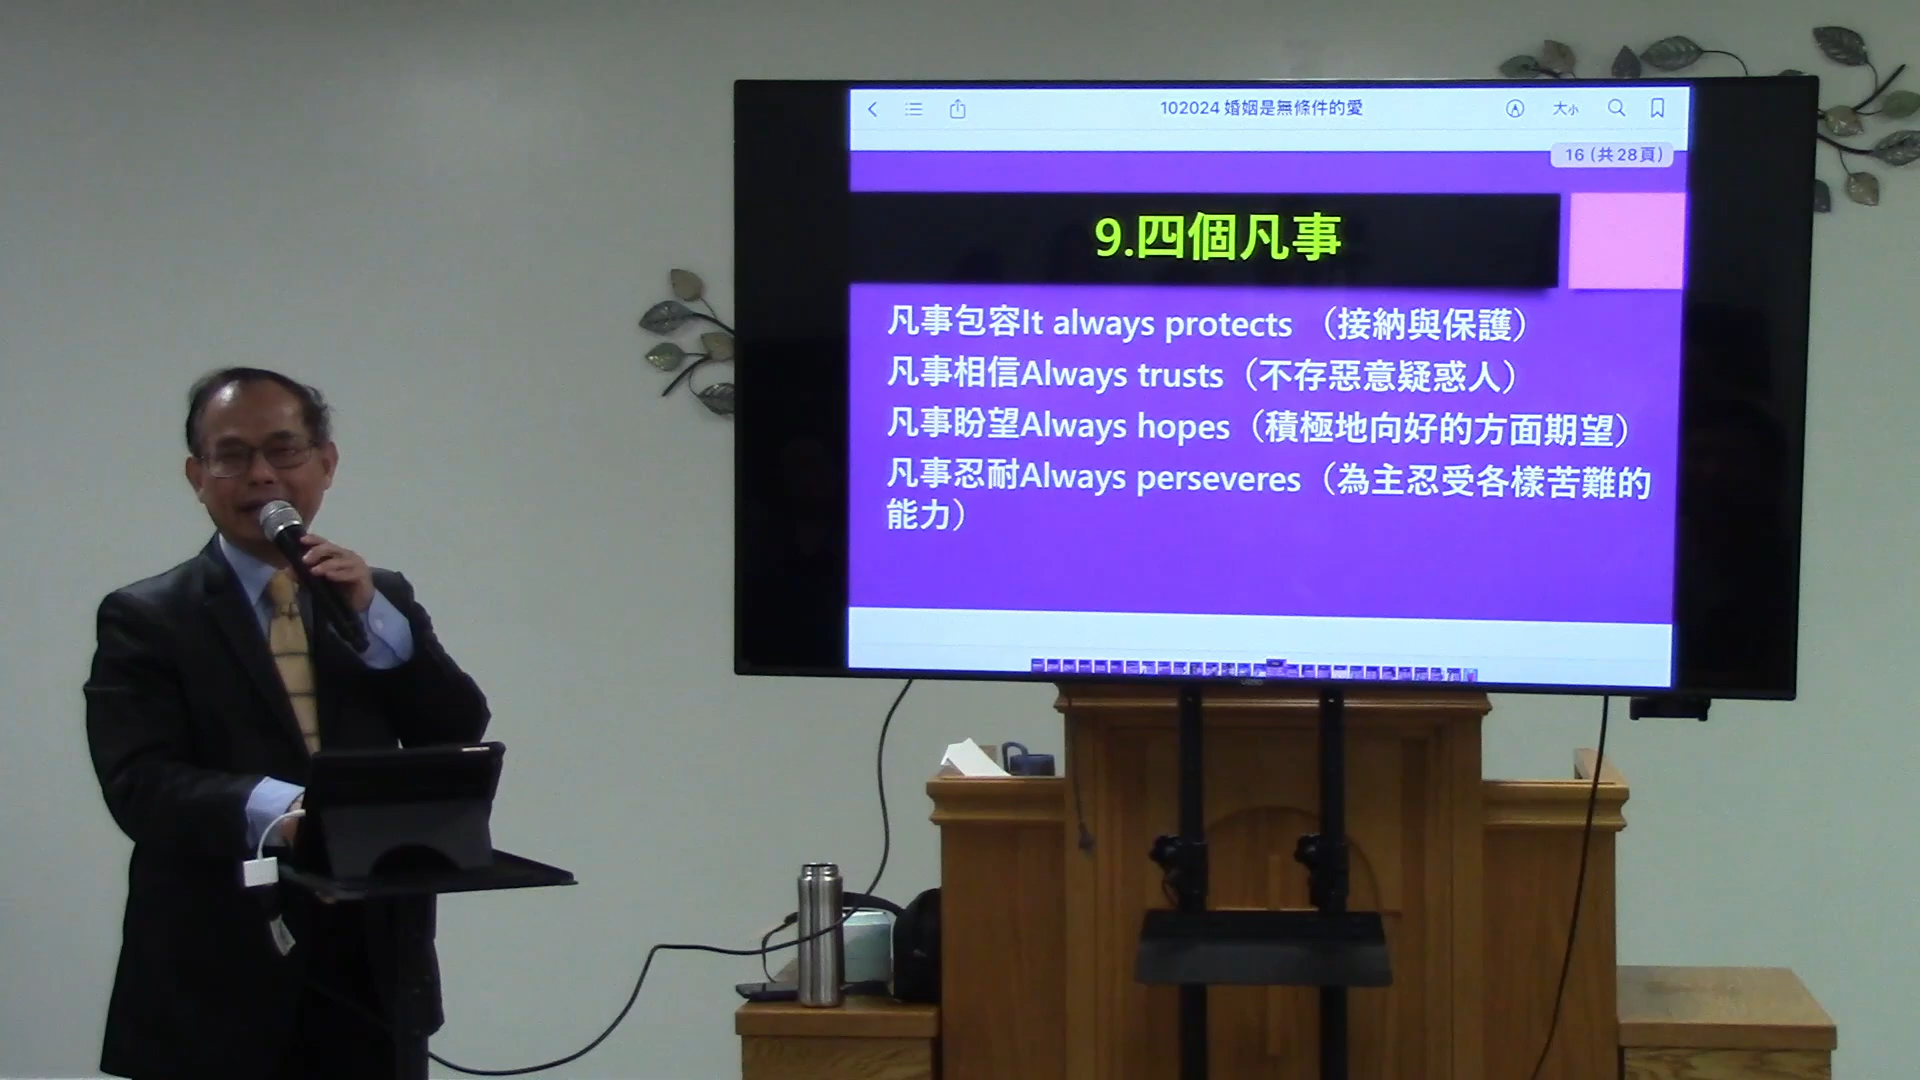 102024 婚姻是無條件的愛
大小
16 (共28頁)
9.四個凡事
凡事包容It always protects （接納與保護）
凡事相信Always trusts（不存惡意疑惑人）
凡事盼望Always hopes（積極地向好的方面期望）
凡事忍耐Always perseveres（為主忍受各樣苦難的
能力）